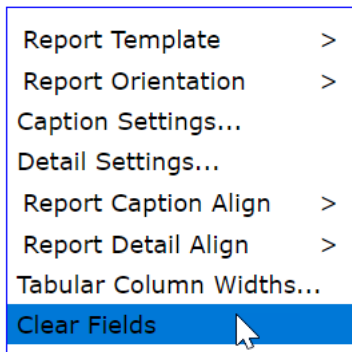 Report Template >
Report Orientation >
Caption Settings...
Detail Settings...
Report Caption Align >
Report Detail Align >
Tabular Column Widths...
Clear Fields